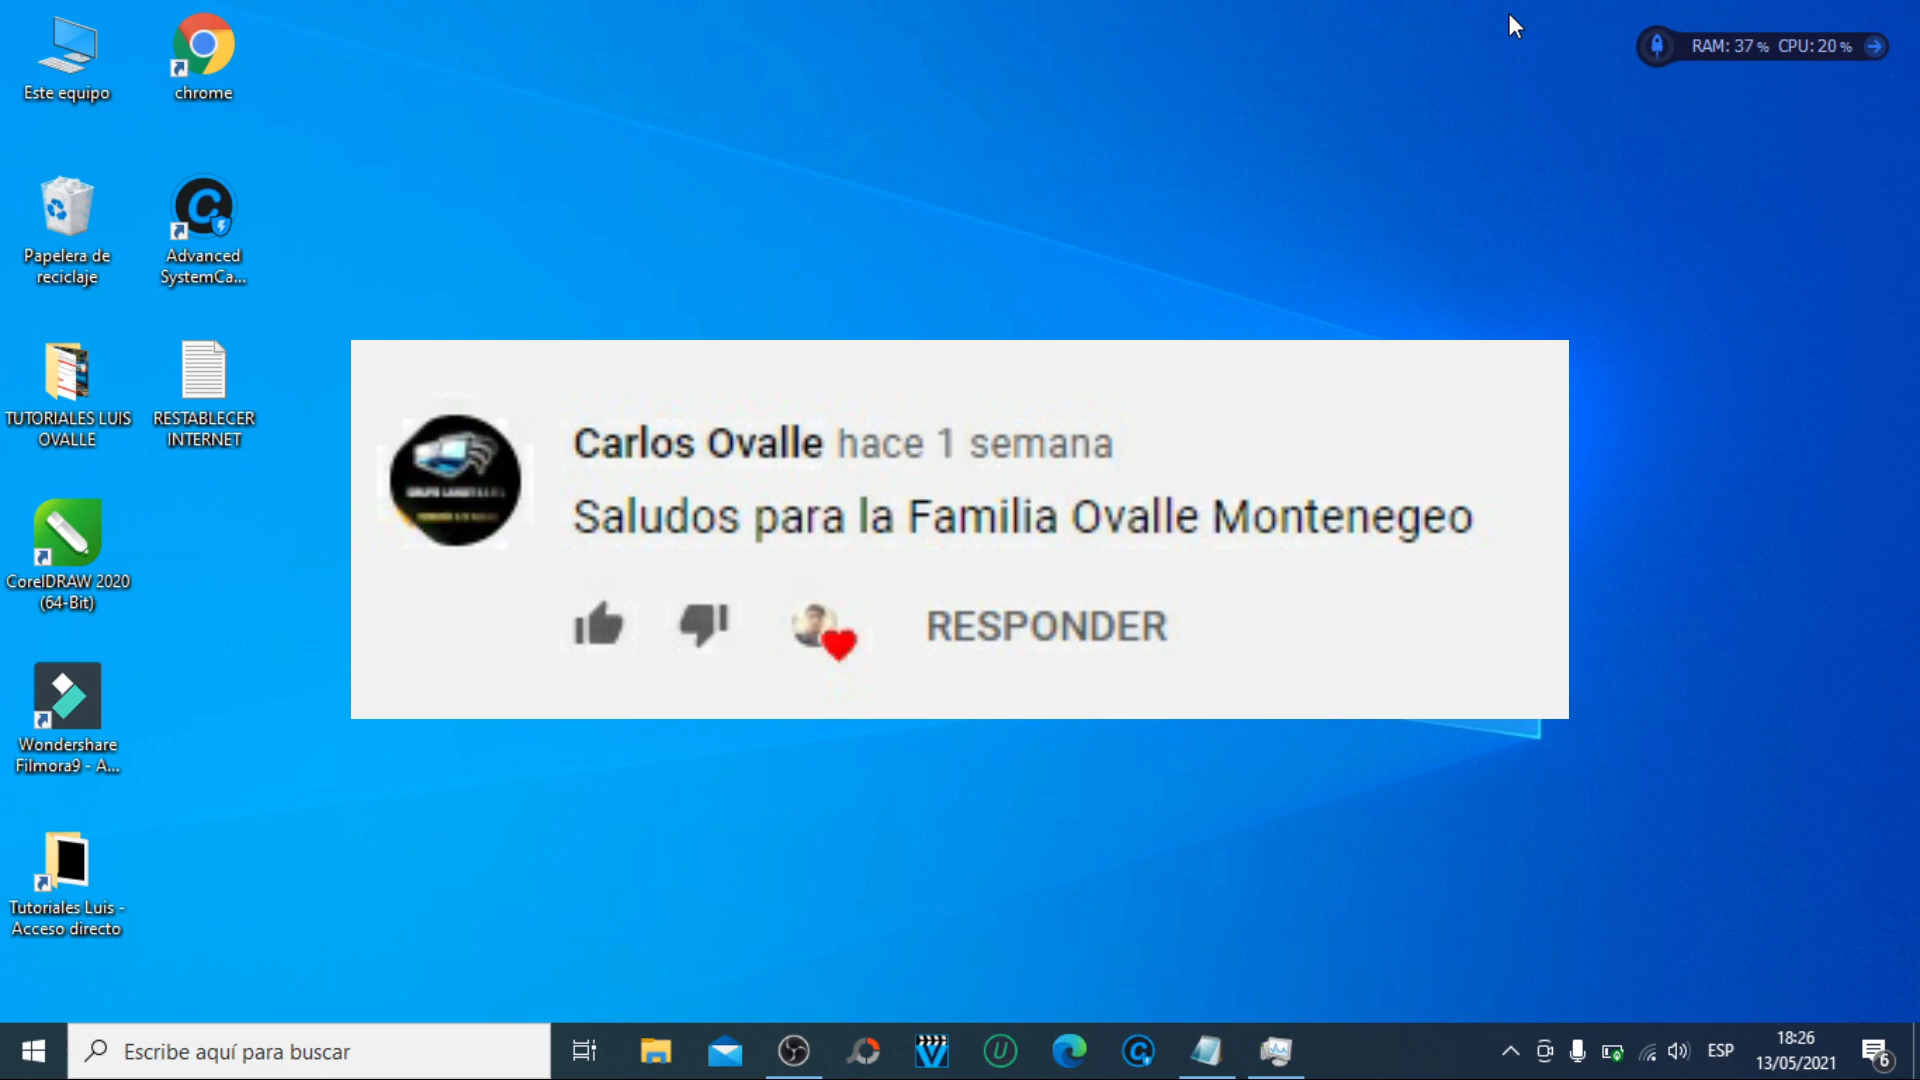 Este equipo
chrome
RAM: 37 % CPU: 20 %
Papelera de
reciclaje
Advanced
SystemCa...
TUTORIALES LUIS
OVALLE
RESTABLECER
INTERNET
Carlos Ovalle hace 1 semana
Saludos para la Familia Ovalle Montenegeo
RESPONDER
CorelDRAW 2020
(64-Bit)
Wondershare
Filmora9 - A...
Tutoriales Luis -
Acceso directo
Escribe aquí para buscar
ESP
18:26
13/05/2021
6